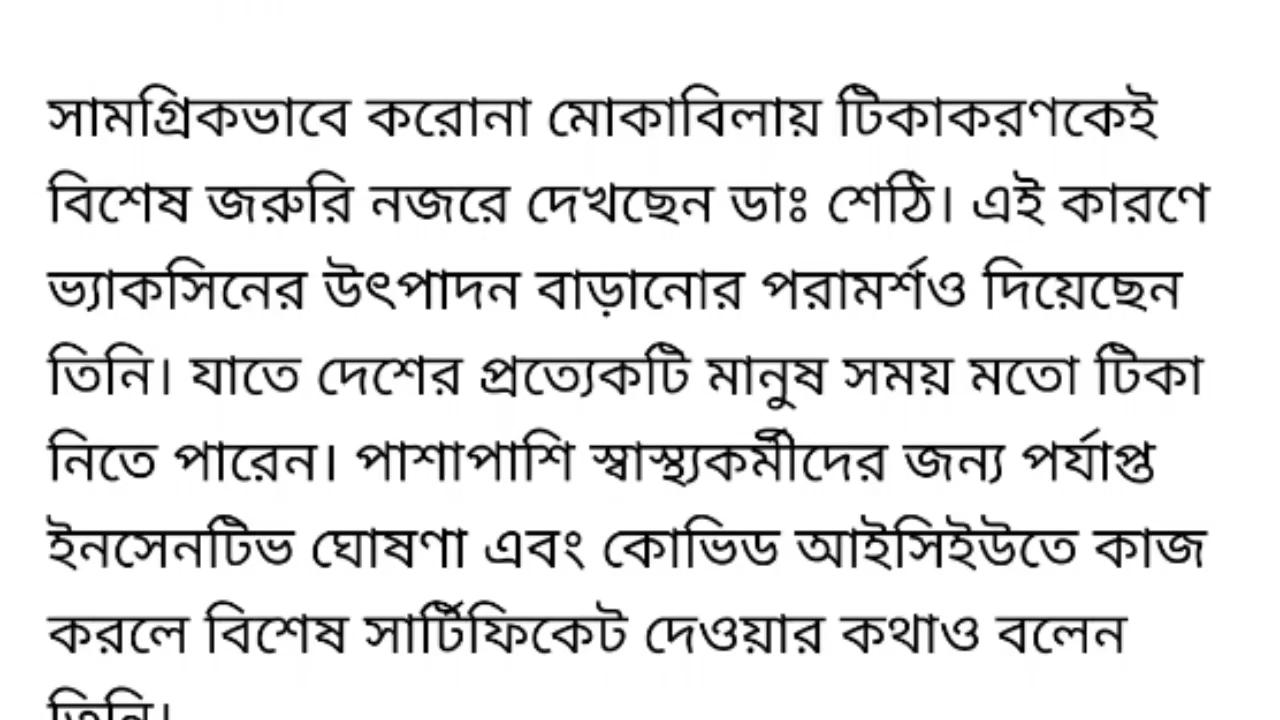 সামগ্রিকভাবে করোনা মোকাবিলায় টিকাকরণকেই
বিশেষ জরুরি নজরে দেখছেন ডাঃ শেঠি। এই কারণে
ভ্যাকসিনের উৎপাদন বাড়ানোর পরামর্শও দিয়েছেন
তিনি। যাতে দেশের প্রত্যেকটি মানুষ সময় মতো টিকা
নিতে পারেন। পাশাপাশি স্বাস্থ্যকর্মীদের জন্য পর্যাপ্ত
ইনসেনটিভ ঘোষণা এবং কোভিড আইসিইউতে কাজ
করলে বিশেষ সার্টিফিকেট দেওয়ার কথাও বলেন
তিনি।